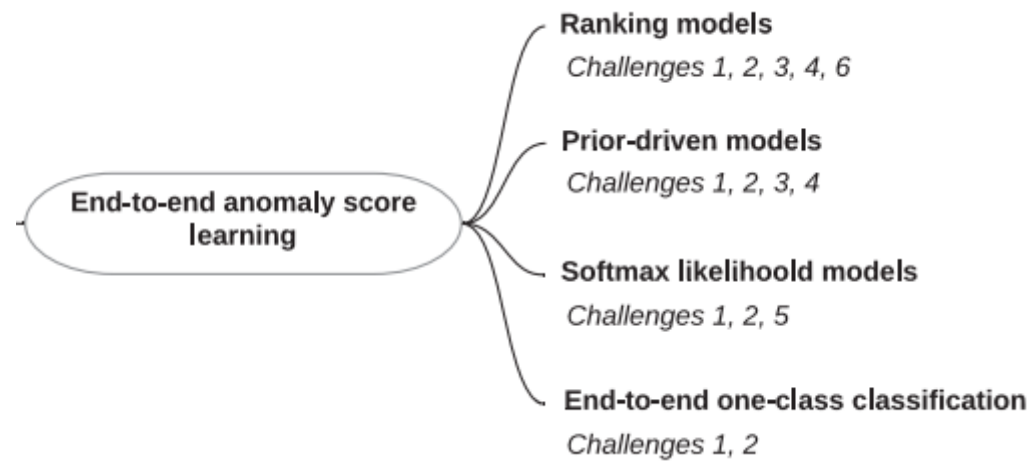 Ranking models
Challenges 1, 2, 3, 4, 6
Prior-driven models
Challenges 1, 2, 3, 4
End-to-end anomaly score
learning
Softmax likelihoold models
Challenges 1, 2, 5
End-to-end one-class classification
Challenges 1, 2